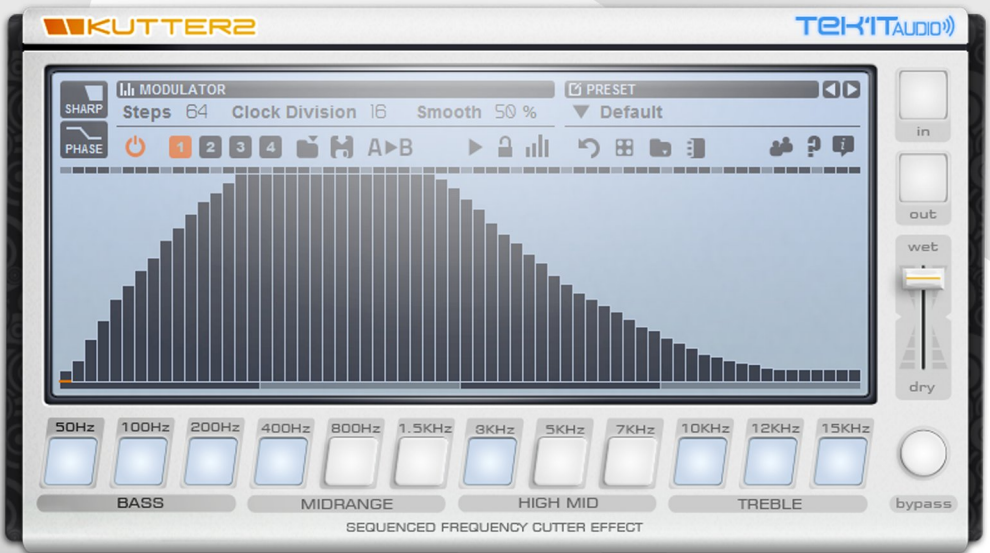 KUTTER2
TEK'IT AUDIO
SHARP
MODULATOR
PRESET
Steps 64 Clock Division 16 Smooth 50 %
Default
PHASE
1 2 3 4 A▶B
in
out
wet
dry
50Hz 100Hz 200Hz 400Hz 800Hz 1.5KHz 3KHz 5KHz 7KHz 10KHz 12KHz 15KHz
BASS MIDRANGE HIGH MID TREBLE
bypass
SEQUENCED FREQUENCY CUTTER EFFECT